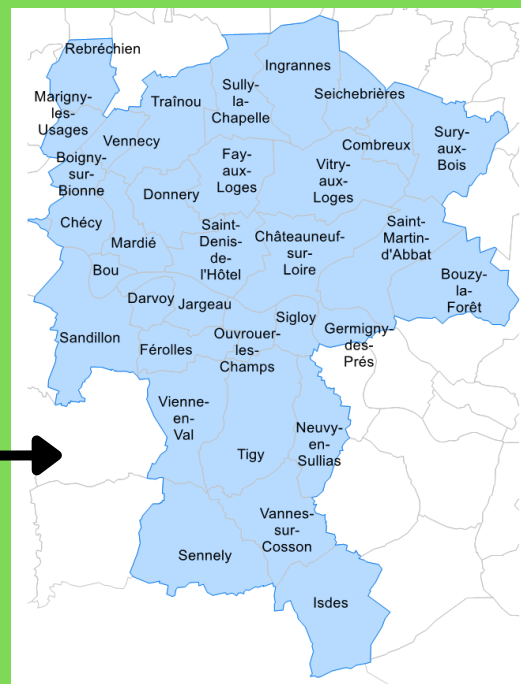 Rebréchien
Ingrannes
Marigny-
les-
Usages
Traînou
Sully-
la-
Chapelle
Seichebrières
Vennecy
Combreux
Sury-
aux-
Bois
Boigny-
sur-
Bionne
Fay-
aux-
Loges
Vitry-
aux-
Loges
Donnery
Chécy
Mardié
Saint-
Denis-
de-
l'Hôtel
Châteauneuf-
sur-
Loire
Saint-
Martin-
d'Abbat
Bou
Bouzy-
la-
Forêt
Darvoy
Jargeau
Sigloy
Sandillon
Férolles
Ouvrouer-
les-
Champs
Germigny-
des-
Prés
Vienne-
en-
Val
Tigy
Neuvy-
en-
Sullias
Vannes-
sur-
Cosson
Sennely
Isdes